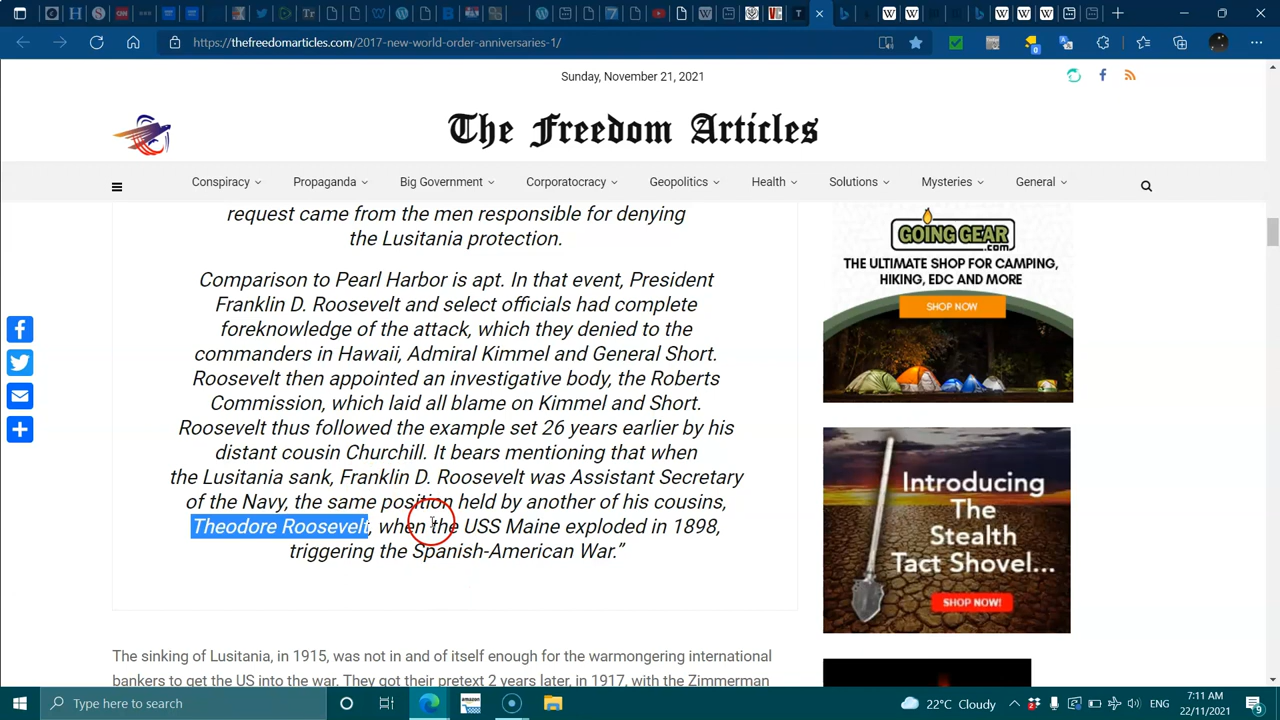 https://thefreedomarticles.com/2017-new-world-order-anniversaries-1/
Sunday, November 21, 2021
The Freedom Articles
Conspiracy Propaganda Big Government Corporatocracy Geopolitics Health Solutions Mysteries General
request came from the men responsible for denying
the Lusitania protection.
Comparison to Pearl Harbor is apt. In that event, President
Franklin D. Roosevelt and select officials had complete
foreknowledge of the attack, which they denied to the
commanders in Hawaii, Admiral Kimmel and General Short.
Roosevelt then appointed an investigative body, the Roberts
Commission, which laid all blame on Kimmel and Short.
Roosevelt thus followed the example set 26 years earlier by his
distant cousin Churchill. It bears mentioning that when
the Lusitania sank, Franklin D. Roosevelt was Assistant Secretary
of the Navy, the same position held by another of his cousins,
Theodore Roosevelt, when the USS Maine exploded in 1898,
triggering the Spanish-American War.”
The sinking of Lusitania, in 1915, was not in and of itself enough for the warmongering international
bankers to get the US into the war. They got their pretext 2 years later, in 1917, with the Zimmerman
GOING GEAR
.COM
THE ULTIMATE SHOP FOR CAMPING,
HIKING, EDC AND MORE
SHOP NOW
Introducing
The
Stealth
Tact Shovel...
SHOP NOW!
Type here to search
amazon
22°C Cloudy
ENG
7:11 AM
22/11/2021